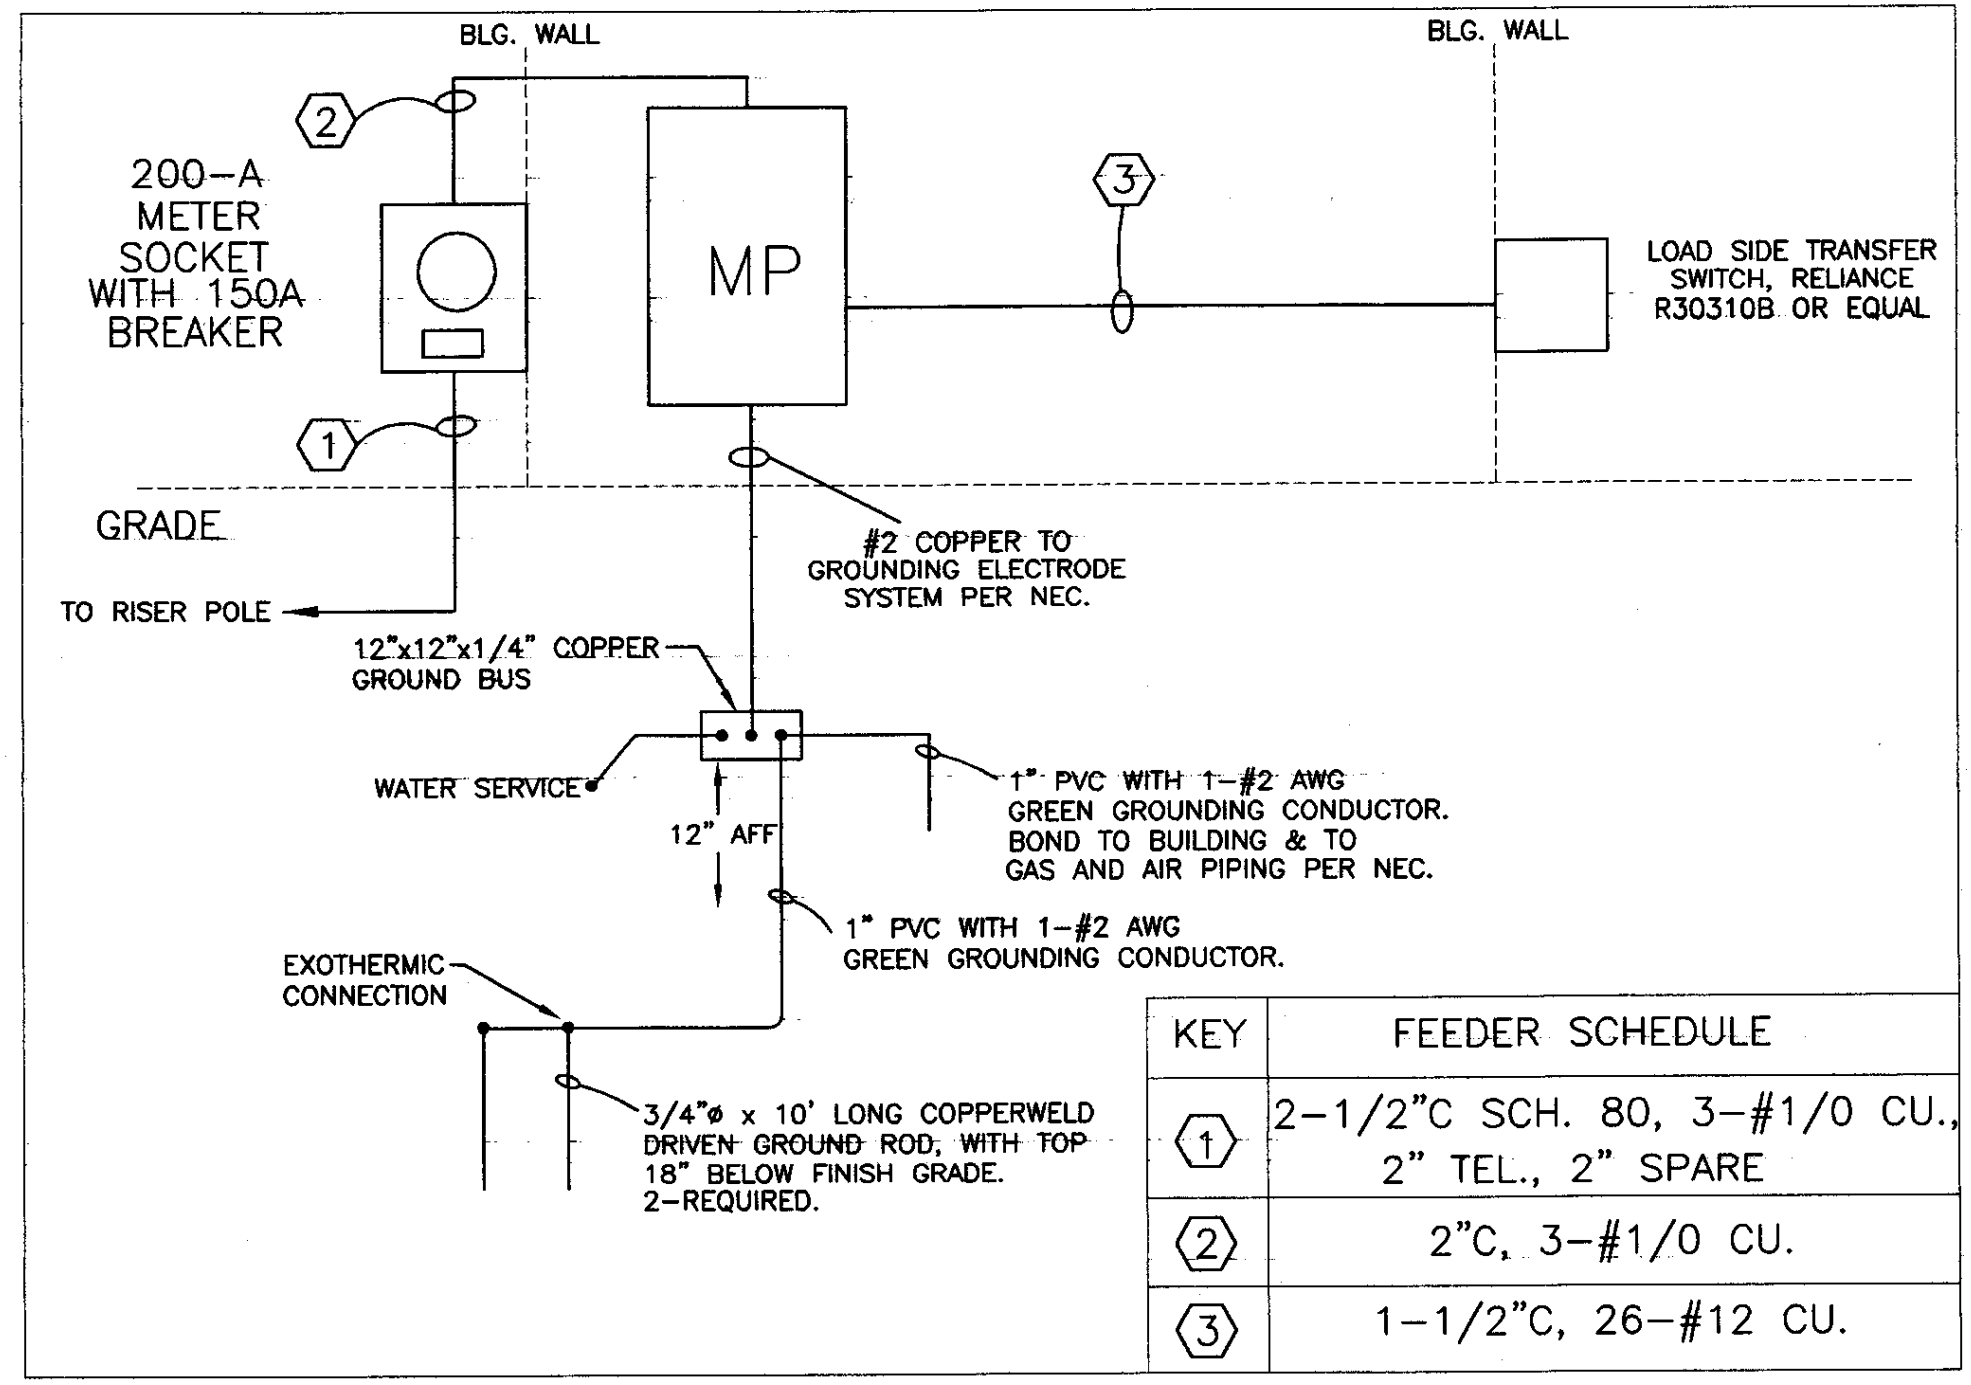 BLG. WALL
BLG. WALL
2
200-A
METER
SOCKET
WITH 150A
BREAKER
MP
3
LOAD SIDE TRANSFER
SWITCH, RELIANCE
R30310B OR EQUAL
1
GRADE
#2 COPPER TO
GROUNDING ELECTRODE
SYSTEM PER NEC.
TO RISER POLE
12"x12"x1/4" COPPER
GROUND BUS
WATER SERVICE
12" AFF
1" PVC WITH 1-#2 AWG
GREEN GROUNDING CONDUCTOR.
BOND TO BUILDING & TO
GAS AND AIR PIPING PER NEC.
1" PVC WITH 1-#2 AWG
GREEN GROUNDING CONDUCTOR.
EXOTHERMIC
CONNECTION
3/4"ø x 10' LONG COPPERWELD
DRIVEN GROUND ROD, WITH TOP
18" BELOW FINISH GRADE.
2-REQUIRED.
KEY FEEDER SCHEDULE
1 2-1/2"C SCH. 80, 3-#1/0 CU.,
2" TEL., 2" SPARE
2 2"C, 3-#1/0 CU.
3 1-1/2"C, 26-#12 CU.